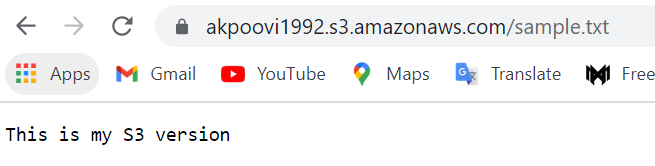 akpoovi1992.s3.amazonaws.com/sample.txt
Apps Gmail YouTube Maps Translate Free
This is my S3 version